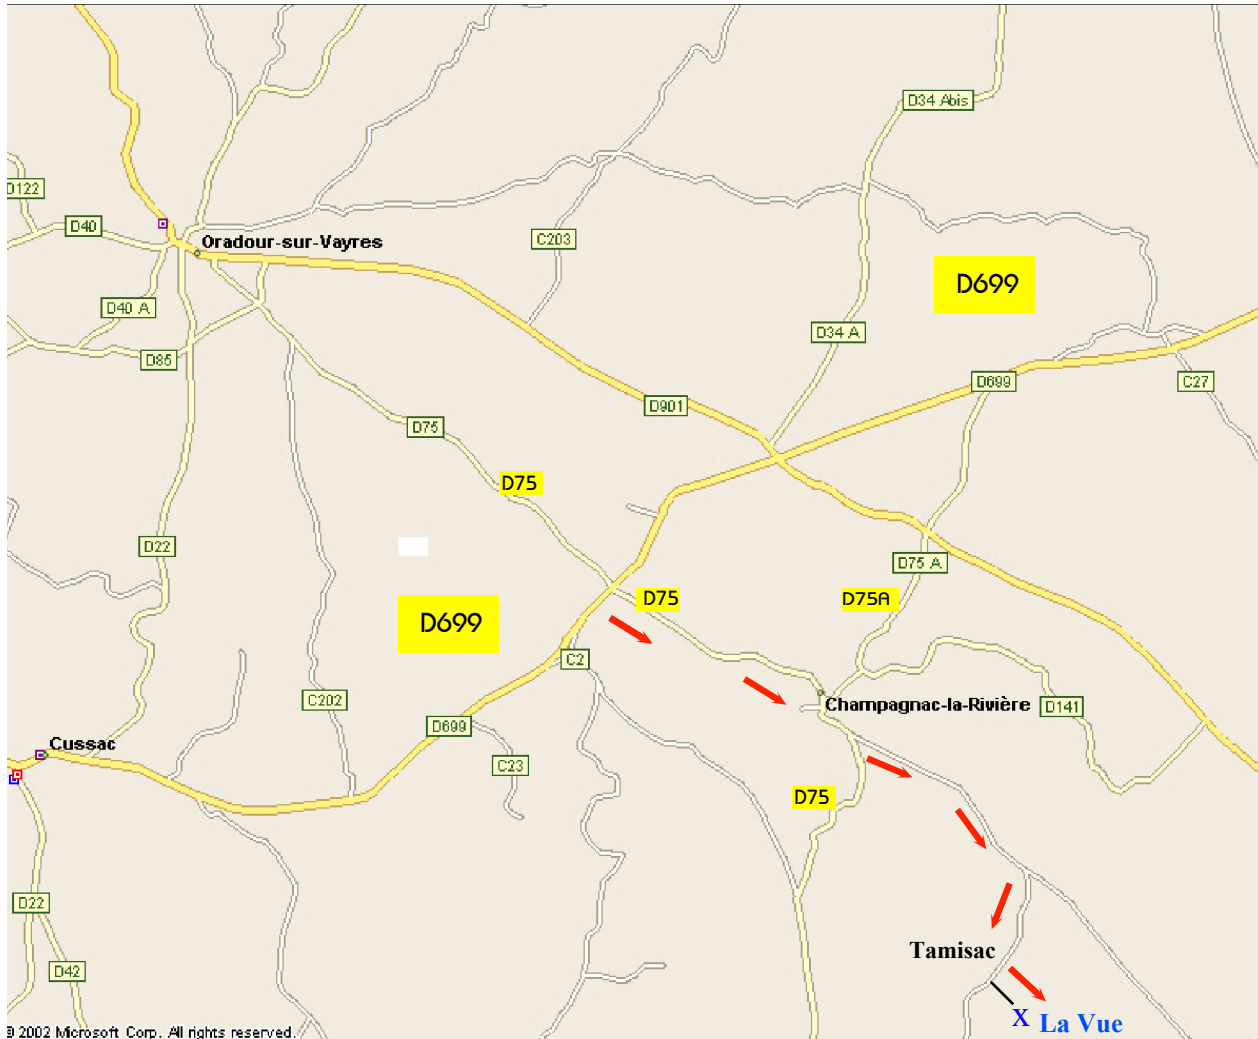 D34 Abis
D122
D40
Oradour-sur-Vayres
C203
D699
D40 A
D34 A
D85
D699
C27
D901
D75
D75
D22
D75 A
D75
D75A
D699
C2
C202
Champagnac-la-Rivière
D141
D699
Cussac
C23
D75
D22
Tamisac
D42
X La Vue
© 2002 Microsoft Corp. All rights reserved.